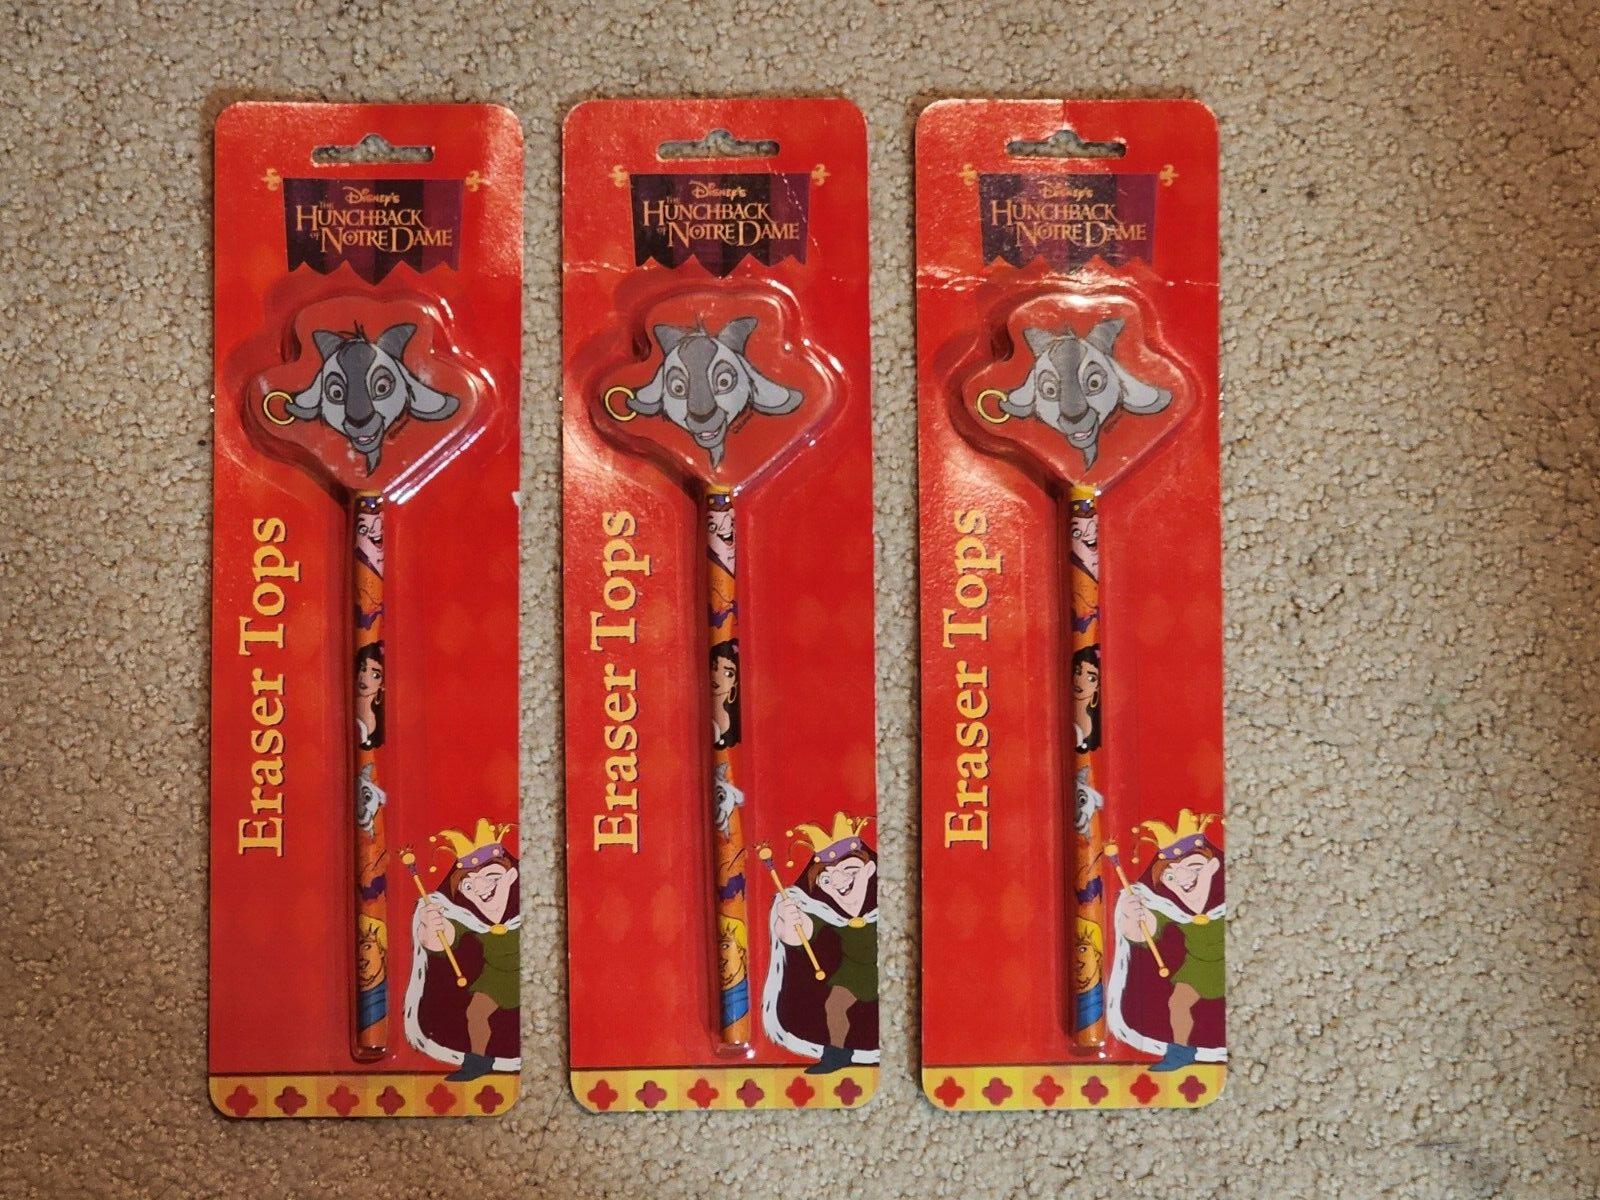 Disney's
THE
HUNCHBACK
OF NOTRE DAME
Eraser Tops
Disney's
THE
HUNCHBACK
OF NOTRE DAME
Eraser Tops
Disney's
THE
HUNCHBACK
OF NOTRE DAME
Eraser Tops